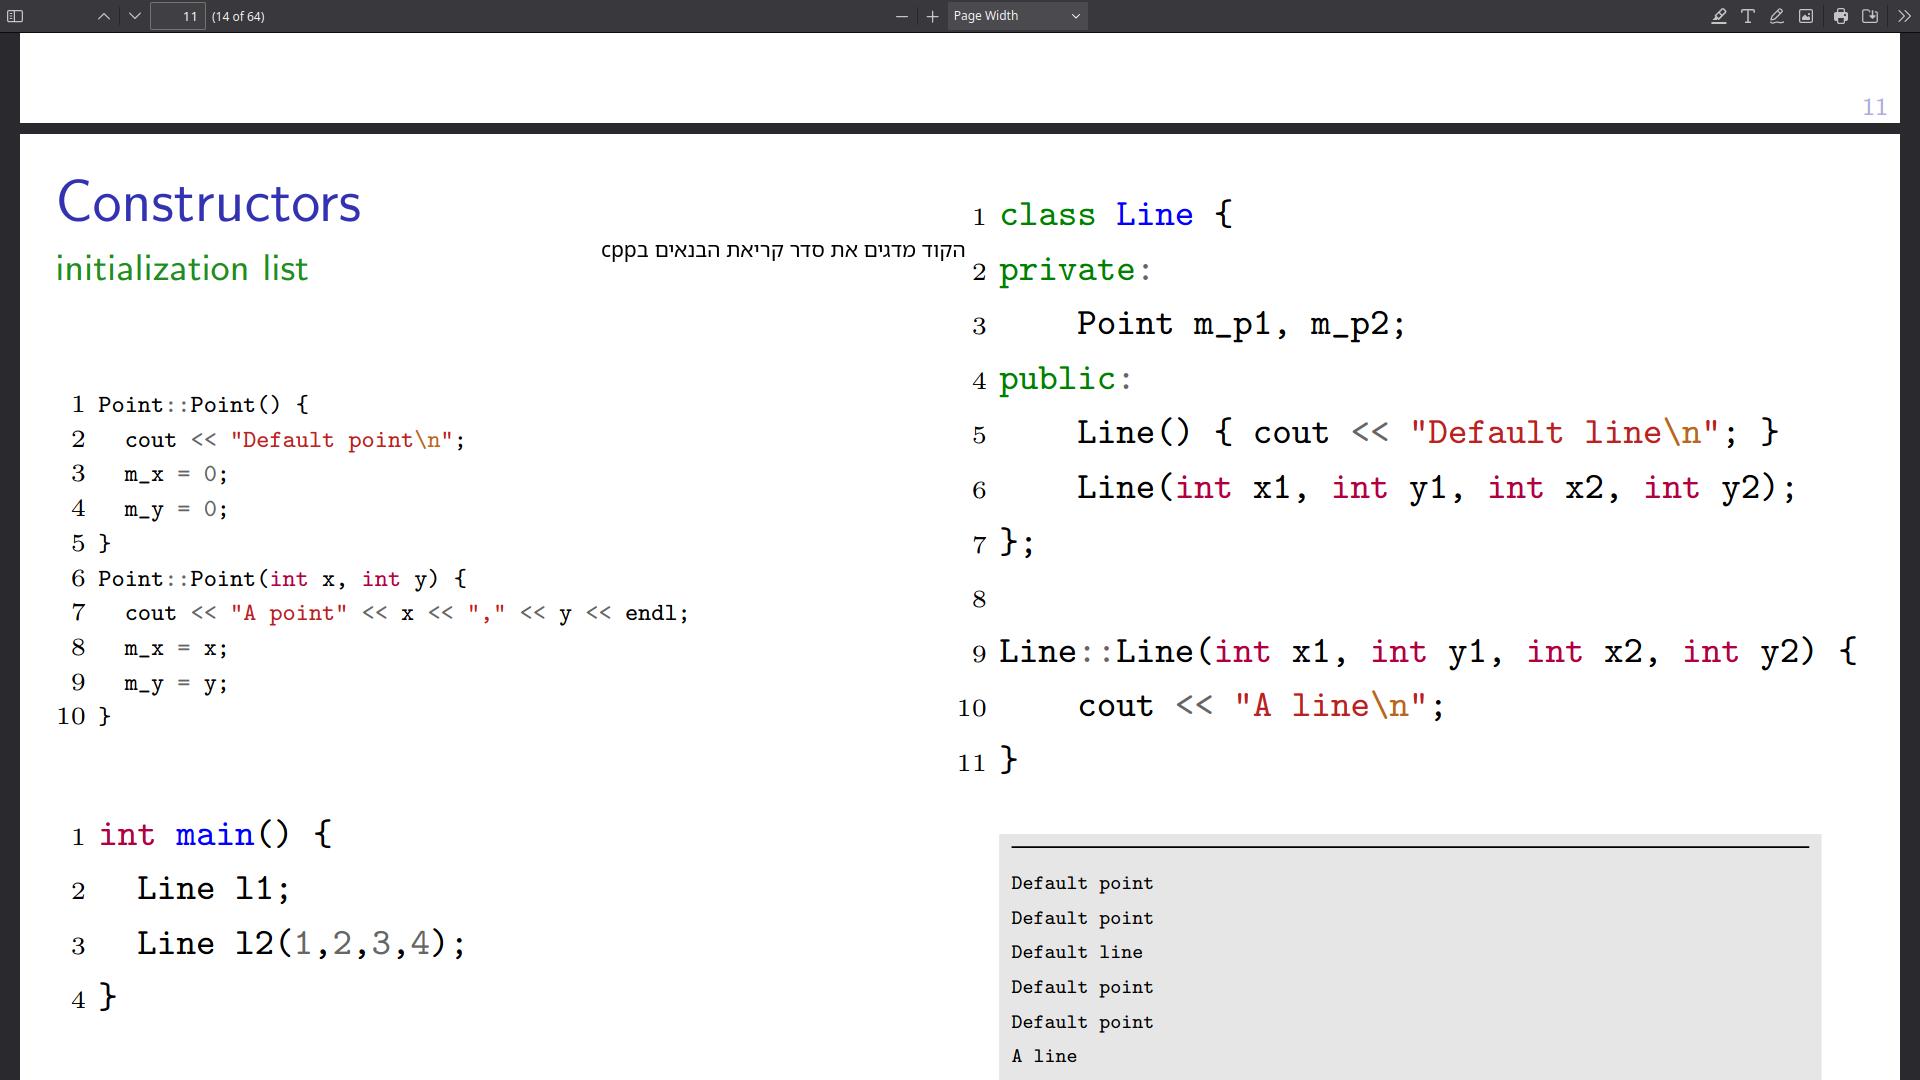 11 (14 of 64) Page Width
11
Constructors
initialization list
הקוד מדגים את סדר קריאת הבנאים בcpp
1 Point::Point() {
2   cout << "Default point\n";
3   m_x = 0;
4   m_y = 0;
5 }
6 Point::Point(int x, int y) {
7   cout << "A point" << x << "," << y << endl;
8   m_x = x;
9   m_y = y;
10 }
1 int main() {
2   Line l1;
3   Line l2(1,2,3,4);
4 }
1 class Line {
2 private:
3     Point m_p1, m_p2;
4 public:
5     Line() { cout << "Default line\n"; }
6     Line(int x1, int y1, int x2, int y2);
7 };
8
9 Line::Line(int x1, int y1, int x2, int y2) {
10     cout << "A line\n";
11 }
Default point
Default point
Default line
Default point
Default point
A line